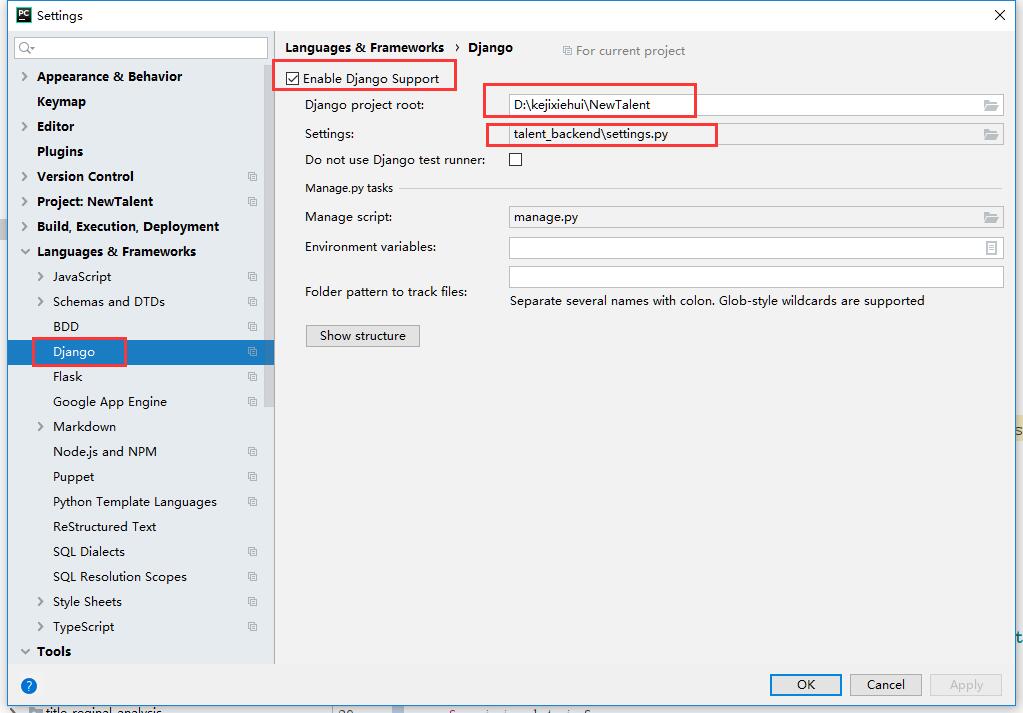 PC Settings
Appearance & Behavior
Keymap
Editor
Plugins
Version Control
Project: NewTalent
Build, Execution, Deployment
Languages & Frameworks
JavaScript
Schemas and DTDs
BDD
Django
Flask
Google App Engine
Markdown
Node.js and NPM
Puppet
Python Template Languages
ReStructured Text
SQL Dialects
SQL Resolution Scopes
Style Sheets
TypeScript
Tools
?
Languages & Frameworks › Django For current project
Enable Django Support
Django project root: D:\kejixiehui\NewTalent
Settings: talent_backend\settings.py
Do not use Django test runner:
Manage.py tasks
Manage script: manage.py
Environment variables:
Folder pattern to track files:
Separate several names with colon. Glob-style wildcards are supported
Show structure
OK Cancel Apply
s
t